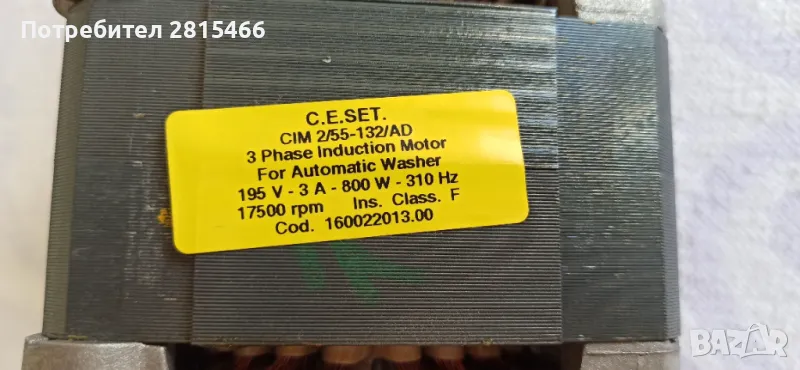 Потребител 2815466
C.E.SET.
CIM 2/55-132/AD
3 Phase Induction Motor
For Automatic Washer
195 V - 3 A - 800 W - 310 Hz
17500 rpm Ins. Class. F
Cod. 160022013.00
BAZAR